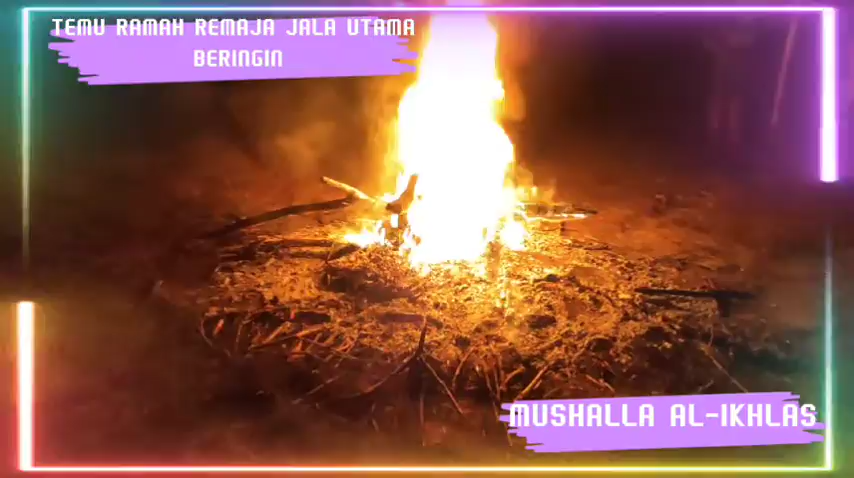 TEMU RAMAH REMAJA JALA UTAMA
BERINGIN
MUSHALLA AL-IKHLAS